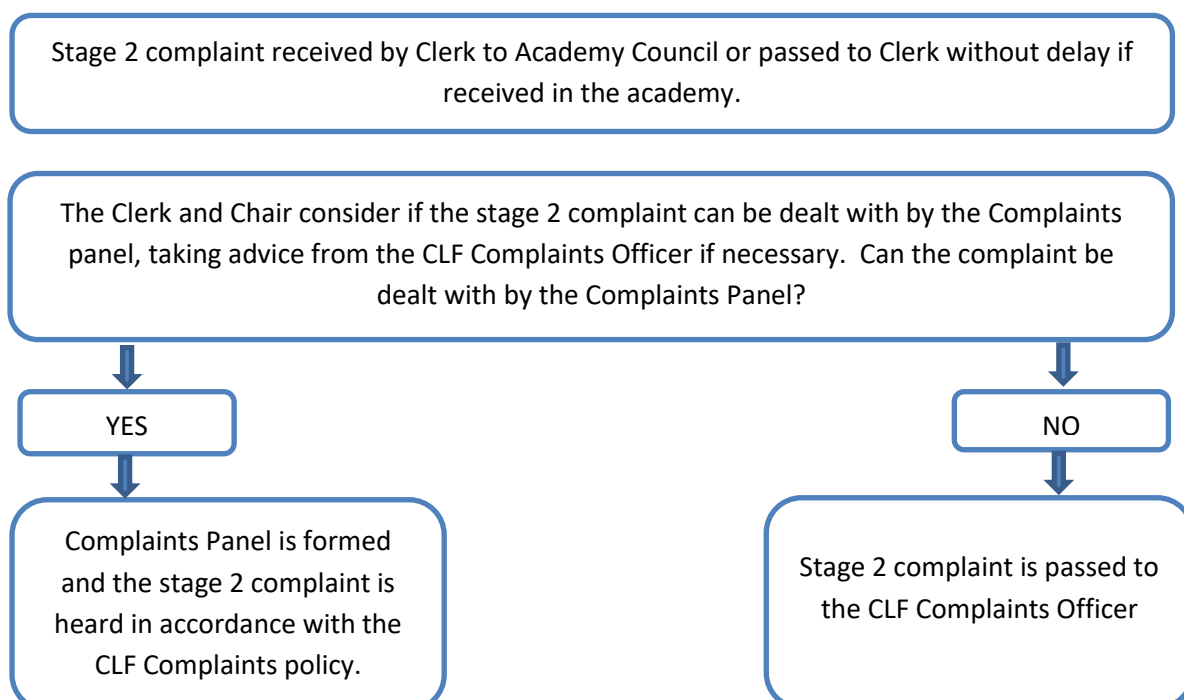 Stage 2 complaint received by Clerk to Academy Council or passed to Clerk without delay if
received in the academy.
The Clerk and Chair consider if the stage 2 complaint can be dealt with by the Complaints
panel, taking advice from the CLF Complaints Officer if necessary.  Can the complaint be
dealt with by the Complaints Panel?
YES
NO
Complaints Panel is formed
and the stage 2 complaint is
heard in accordance with the
CLF Complaints policy.
Stage 2 complaint is passed to
the CLF Complaints Officer